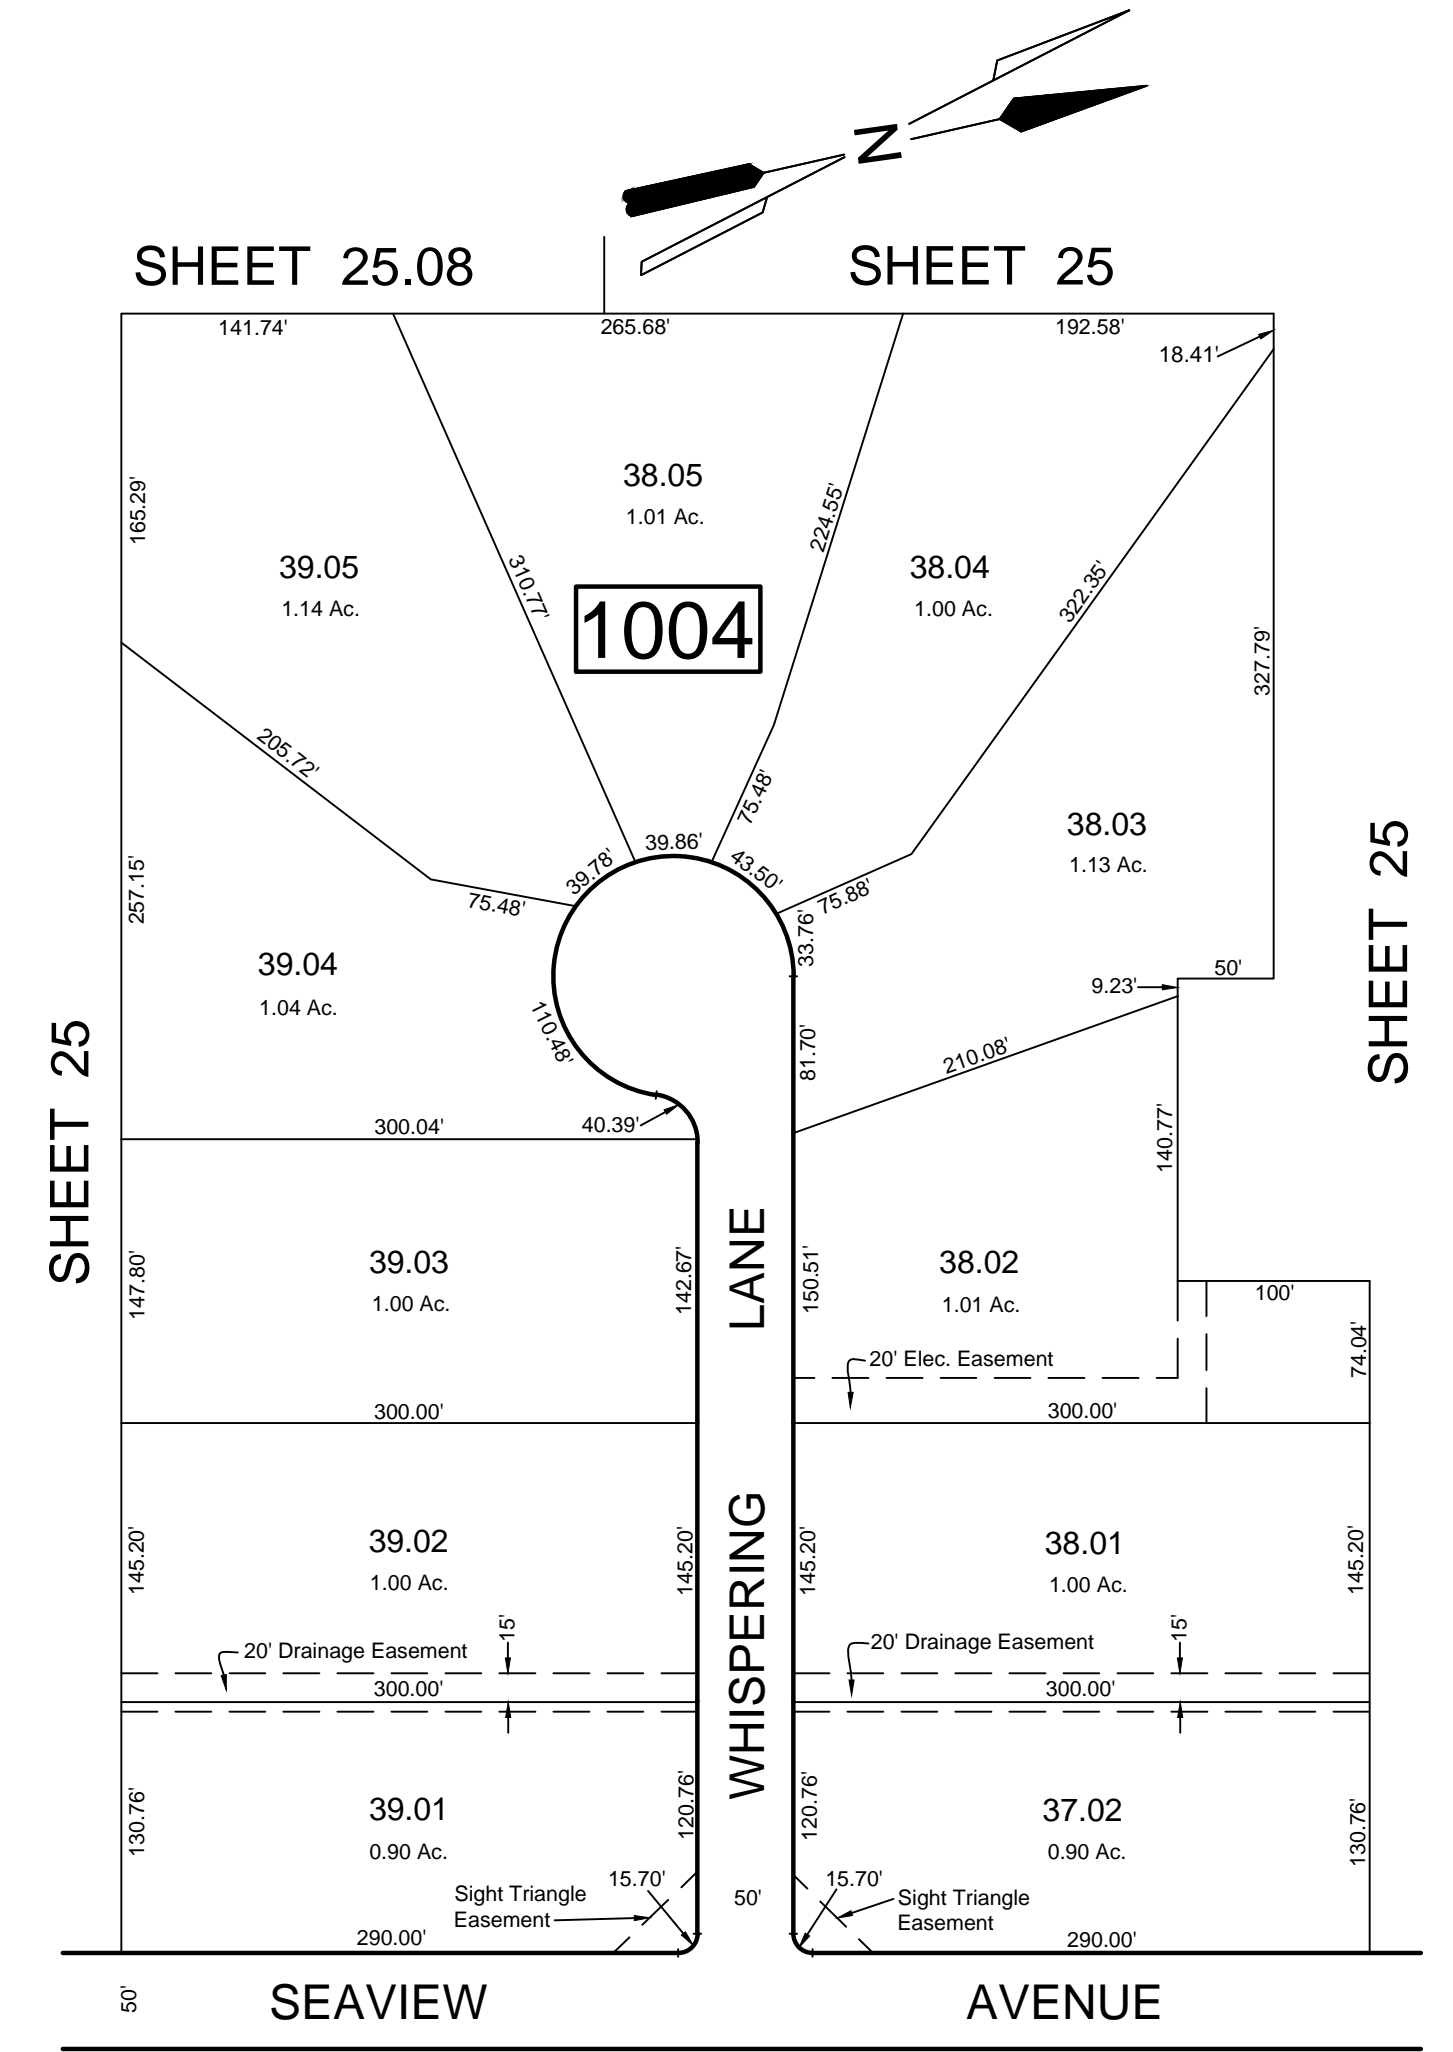 N
SHEET 25.08
SHEET 25
141.74'
265.68'
192.58'
18.41'
165.29'
38.05
1.01 Ac.
224.55'
39.05
1.14 Ac.
310.77'
38.04
1.00 Ac.
322.35'
1004
327.79'
205.72'
75.48'
38.03
1.13 Ac.
39.86'
43.50'
39.78'
75.88'
257.15'
75.48'
33.76'
SHEET 25
39.04
1.04 Ac.
50'
9.23'
110.48'
81.70'
210.08'
300.04'
40.39'
140.77'
SHEET 25
147.80'
39.03
1.00 Ac.
142.67'
LANE
150.51'
38.02
1.01 Ac.
100'
74.04'
20' Elec. Easement
300.00'
300.00'
145.20'
39.02
1.00 Ac.
145.20'
WHISPERING
145.20'
38.01
1.00 Ac.
145.20'
15'
20' Drainage Easement
15'
20' Drainage Easement
300.00'
300.00'
130.76'
39.01
0.90 Ac.
120.76'
120.76'
37.02
0.90 Ac.
130.76'
15.70'
15.70'
Sight Triangle
Easement
50'
Sight Triangle
Easement
290.00'
290.00'
50'
SEAVIEW AVENUE